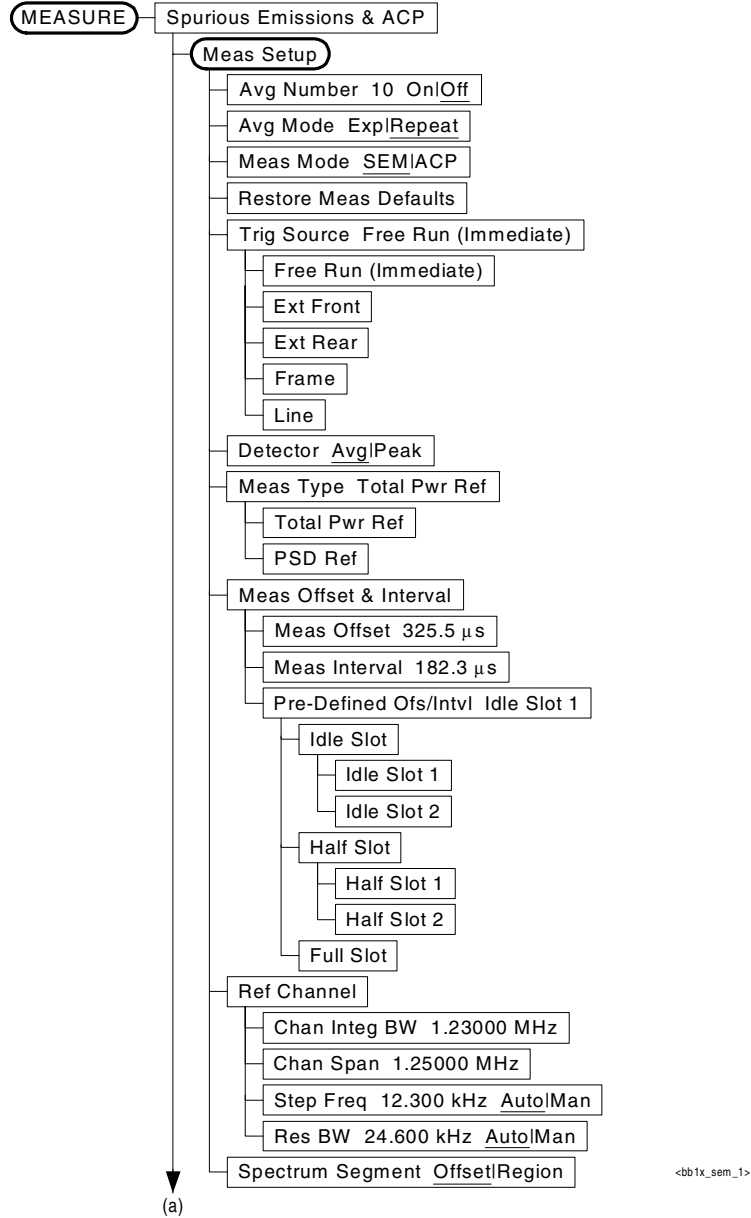 MEASURE
Spurious Emissions & ACP
Meas Setup
Avg Number 10 On|Off
Avg Mode Exp|Repeat
Meas Mode SEM|ACP
Restore Meas Defaults
Trig Source Free Run (Immediate)
Free Run (Immediate)
Ext Front
Ext Rear
Frame
Line
Detector Avg|Peak
Meas Type Total Pwr Ref
Total Pwr Ref
PSD Ref
Meas Offset & Interval
Meas Offset 325.5 μs
Meas Interval 182.3 μs
Pre-Defined Ofs/Intvl Idle Slot 1
Idle Slot
Idle Slot 1
Idle Slot 2
Half Slot
Half Slot 1
Half Slot 2
Full Slot
Ref Channel
Chan Integ BW 1.23000 MHz
Chan Span 1.25000 MHz
Step Freq 12.300 kHz Auto|Man
Res BW 24.600 kHz Auto|Man
Spectrum Segment Offset|Region
<bb1x_sem_1>
(a)